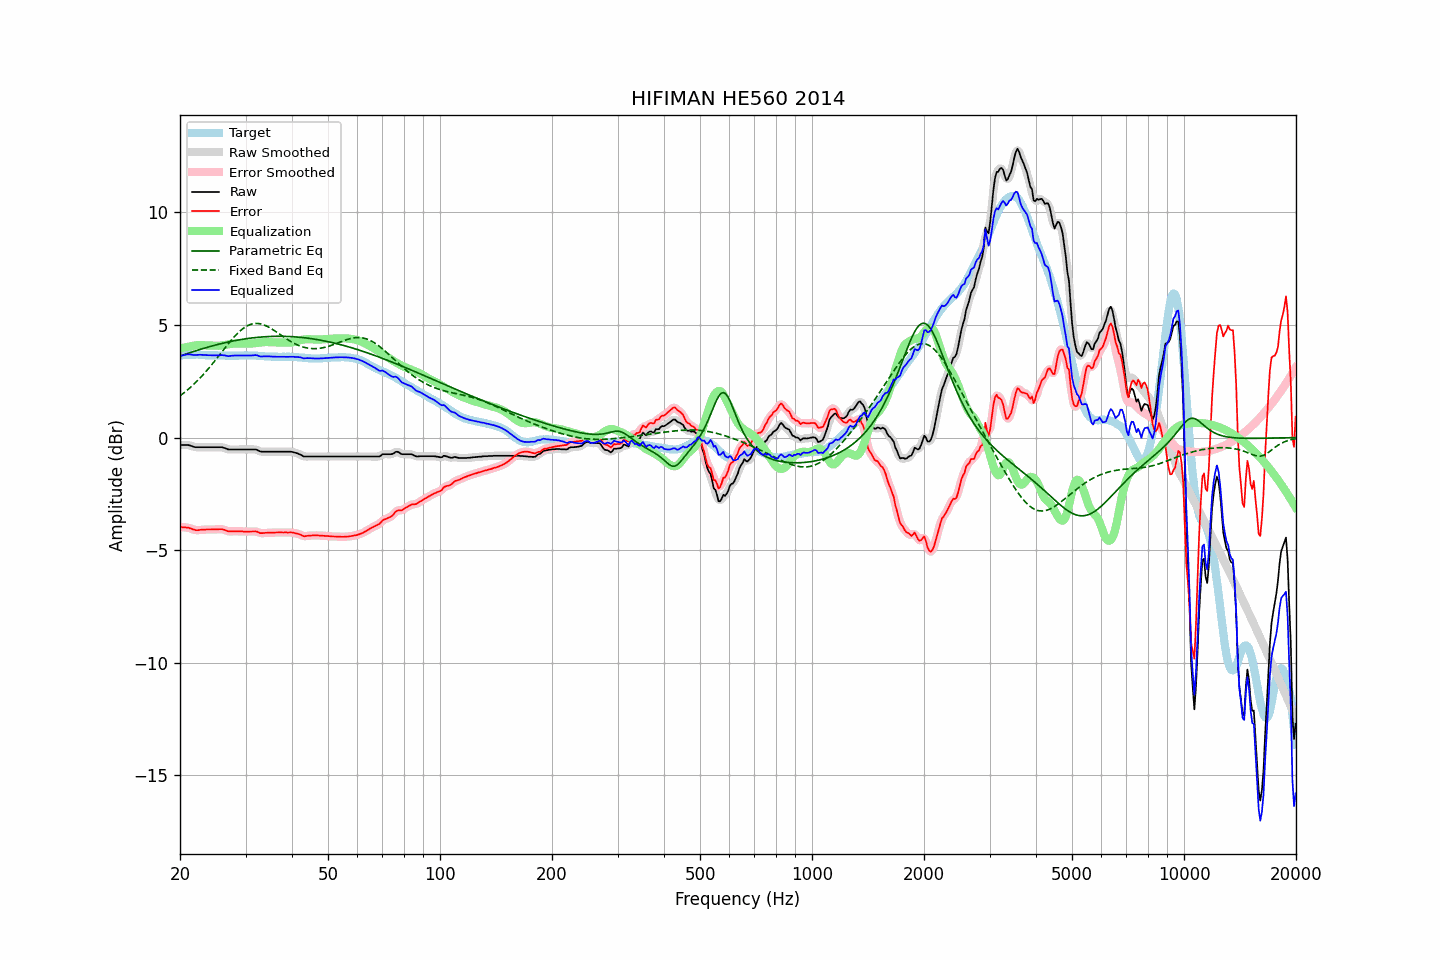 HIFIMAN HE560 2014
Target
Raw Smoothed
Error Smoothed
Raw
Error
Equalization
Parametric Eq
Fixed Band Eq
Equalized
10
5
0
−5
−10
−15
Amplitude (dBr)
20 50 100 200 500 1000 2000 5000 10000 20000
Frequency (Hz)